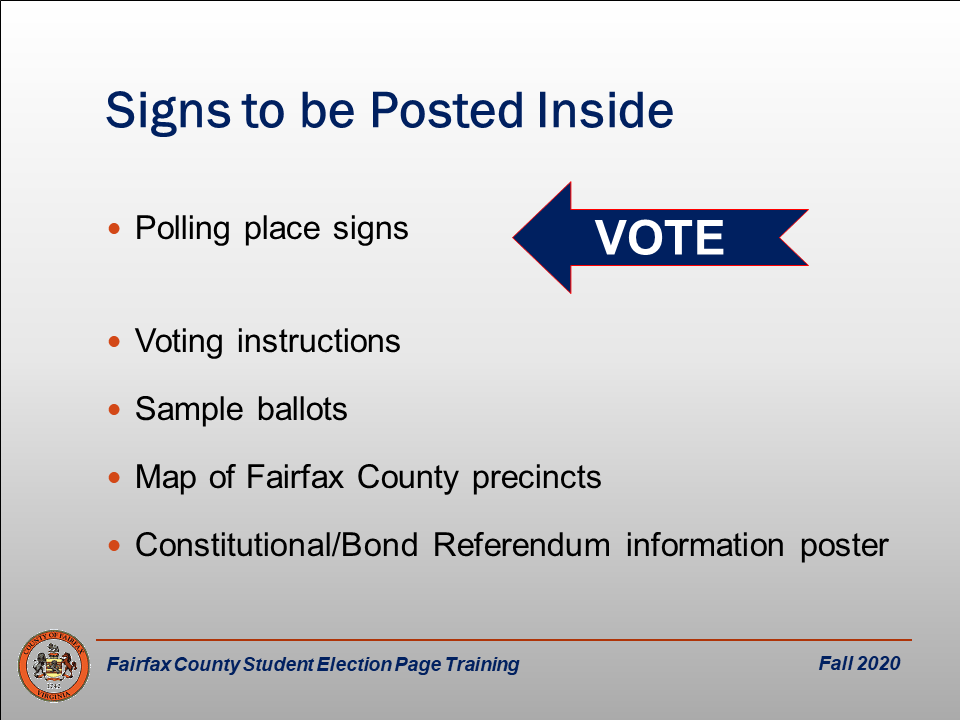 Signs to be Posted Inside
Polling place signs
VOTE
Voting instructions
Sample ballots
Map of Fairfax County precincts
Constitutional/Bond Referendum information poster
COUNTY OF FAIRFAX
1742
VIRGINIA
Fairfax County Student Election Page Training
Fall 2020